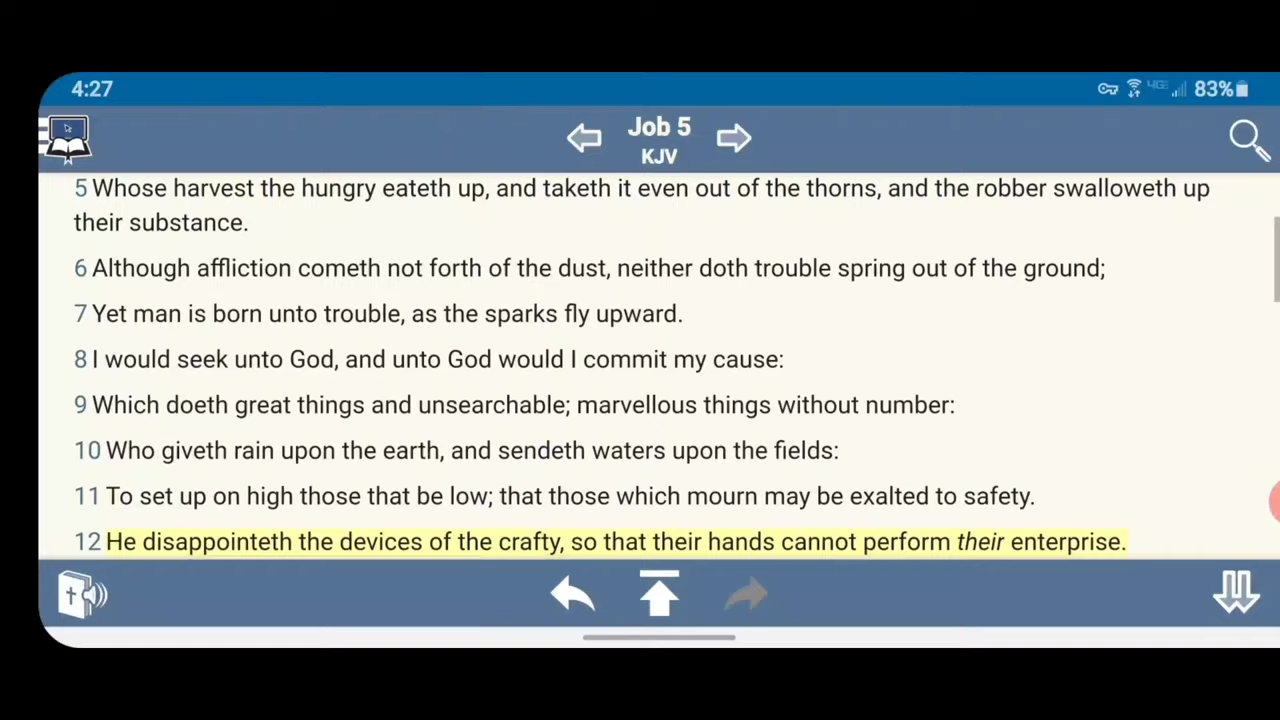 4:27
4GE 83%
Job 5
KJV
5 Whose harvest the hungry eateth up, and taketh it even out of the thorns, and the robber swalloweth up
their substance.
6 Although affliction cometh not forth of the dust, neither doth trouble spring out of the ground;
7 Yet man is born unto trouble, as the sparks fly upward.
8 I would seek unto God, and unto God would I commit my cause:
9 Which doeth great things and unsearchable; marvellous things without number:
10 Who giveth rain upon the earth, and sendeth waters upon the fields:
11 To set up on high those that be low; that those which mourn may be exalted to safety.
12 He disappointeth the devices of the crafty, so that their hands cannot perform their enterprise.